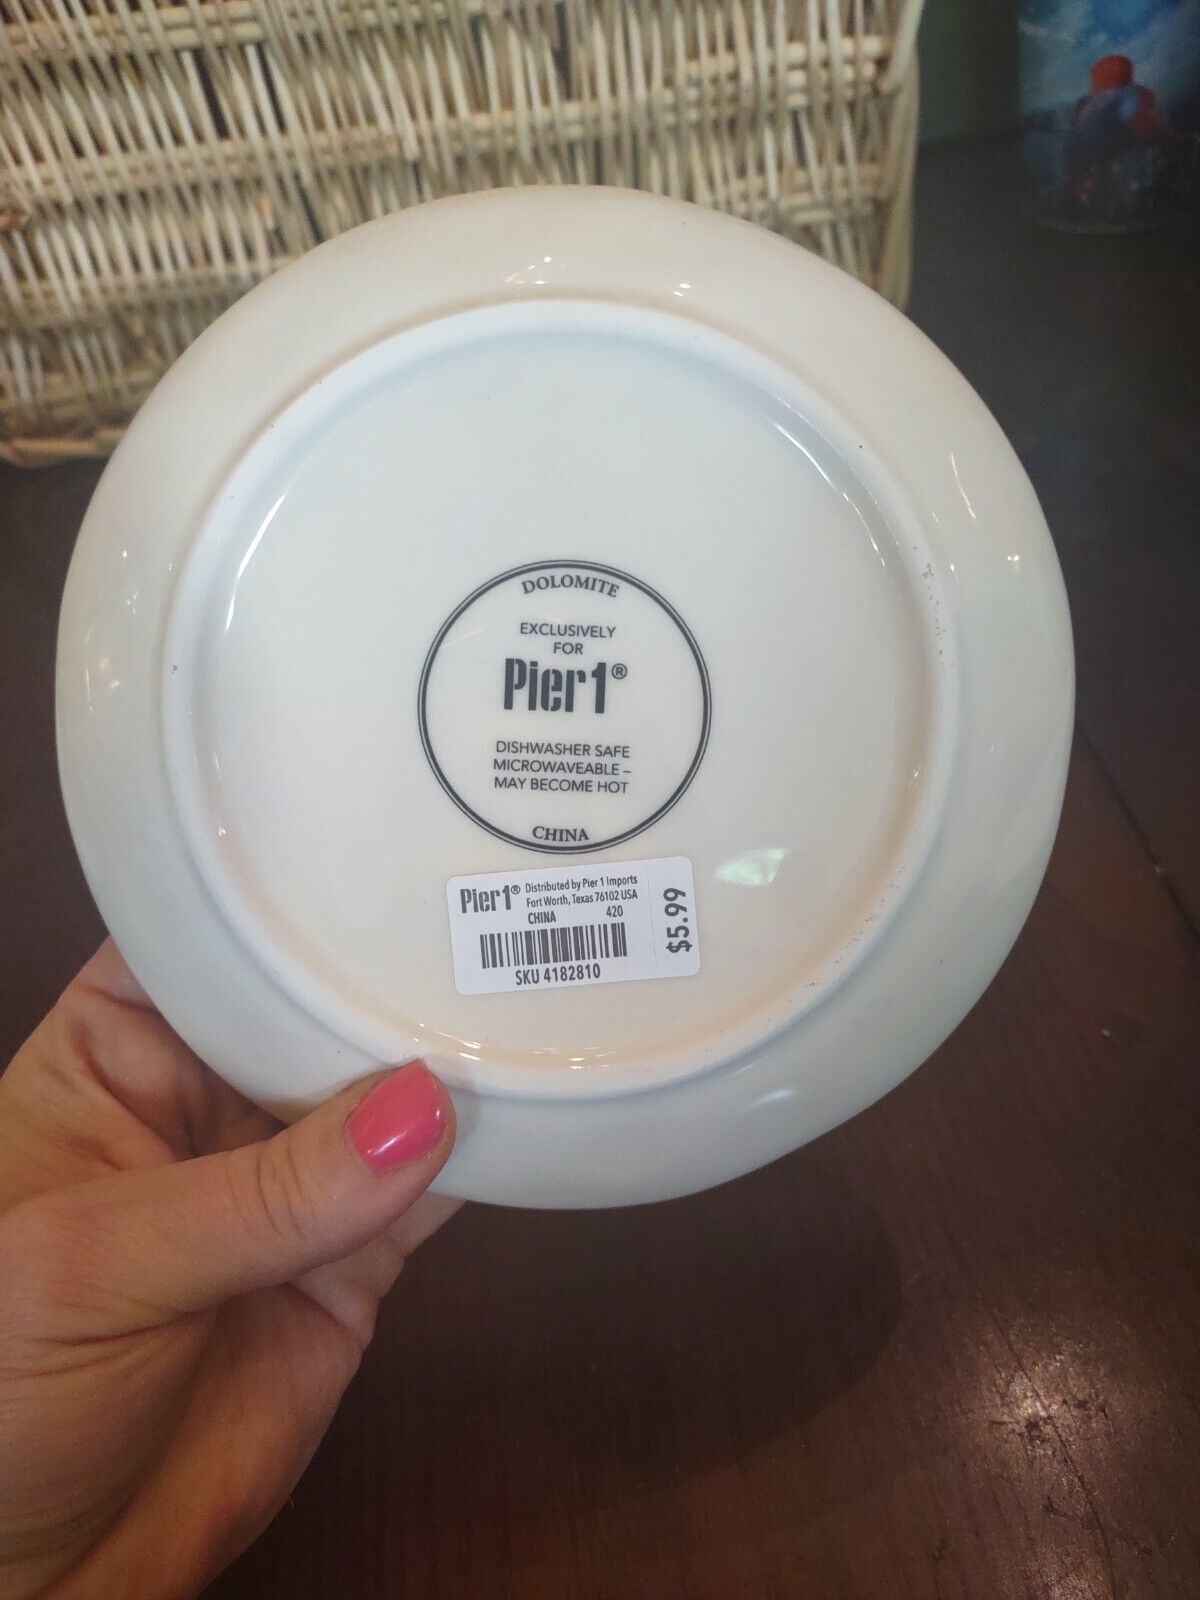 DOLOMITE
EXCLUSIVELY
FOR
Pier1®
DISHWASHER SAFE
MICROWAVEABLE –
MAY BECOME HOT
CHINA
Pier1® Distributed by Pier 1 Imports
Fort Worth, Texas 76102 USA
CHINA 420
SKU 4182810
$5.99